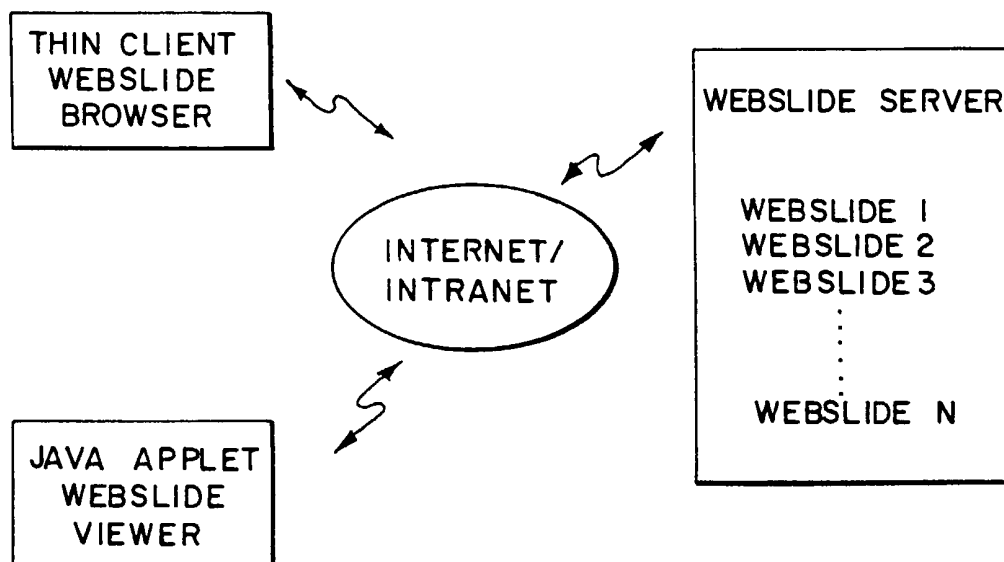 THIN CLIENT
WEBSLIDE
BROWSER
WEBSLIDE SERVER
WEBSLIDE 1
WEBSLIDE 2
WEBSLIDE 3
WEBSLIDE N
INTERNET/
INTRANET
JAVA APPLET
WEBSLIDE
VIEWER